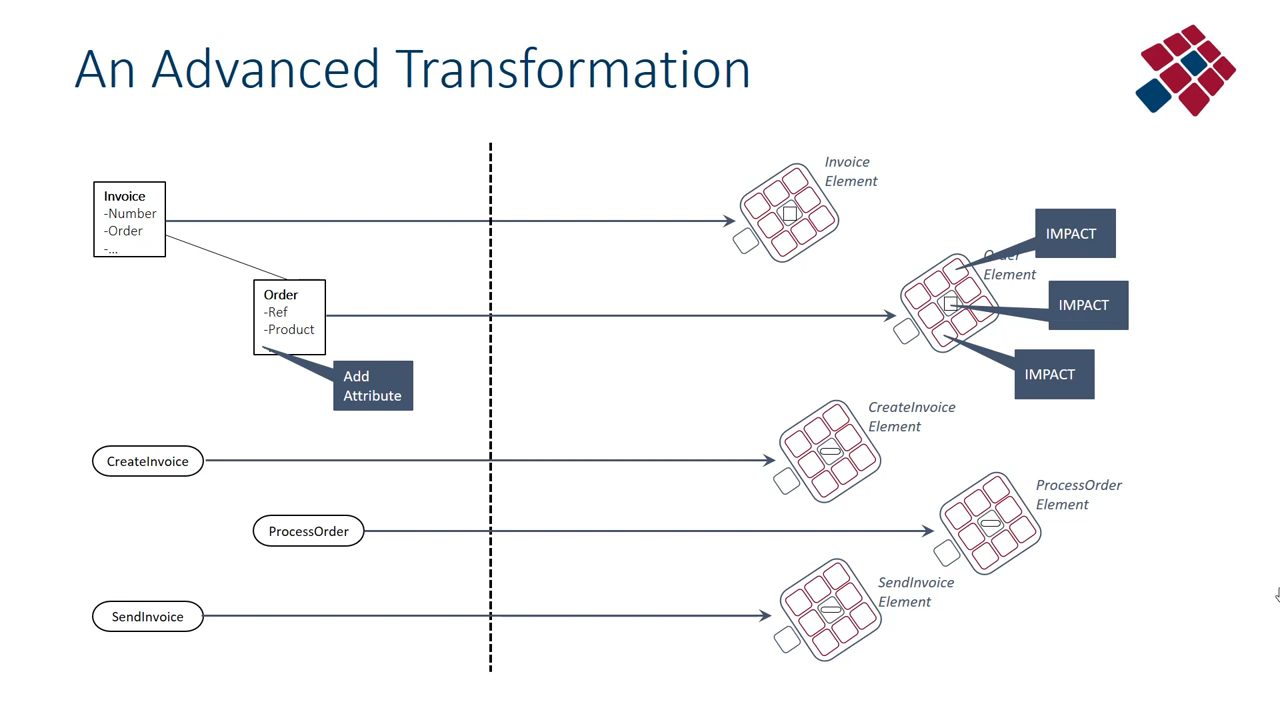 An Advanced Transformation
Invoice
-Number
-Order
-...
Order
-Ref
-Product
Add
Attribute
CreateInvoice
ProcessOrder
SendInvoice
Invoice
Element
Order
Element
IMPACT
IMPACT
IMPACT
CreateInvoice
Element
ProcessOrder
Element
SendInvoice
Element